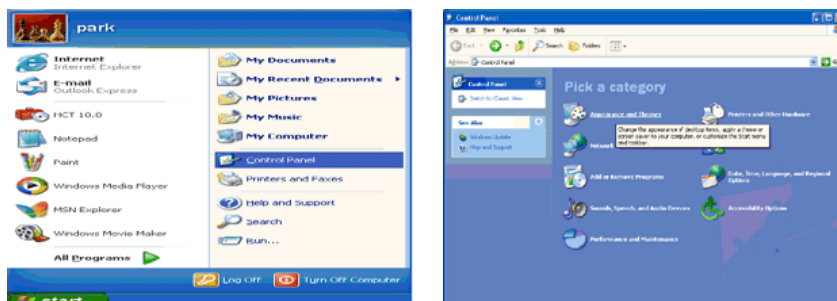 park
Internet
Internet Explorer
E-mail
Outlook Express
HCT 10.0
Notepad
Paint
Windows Media Player
MSN Explorer
Windows Movie Maker
All Programs
My Documents
My Recent Documents
My Pictures
My Music
My Computer
Control Panel
Printers and Faxes
Help and Support
Search
Run...
Log Off
Turn Off Computer
start
Control Panel
File Edit View Favorites Tools Help
Back
Search
Folders
Address
Control Panel
Control Panel
Switch to Classic View
See Also
Windows Update
Help and Support
Pick a category
Appearance and Themes
Printers and Other Hardware
Change the appearance of desktop items, apply a theme or
screen saver to your computer, or customize the Start menu
and taskbar.
Network
Add or Remove Programs
Date, Time, Language, and Regional
Options
Sounds, Speech, and Audio Devices
Accessibility Options
Performance and Maintenance